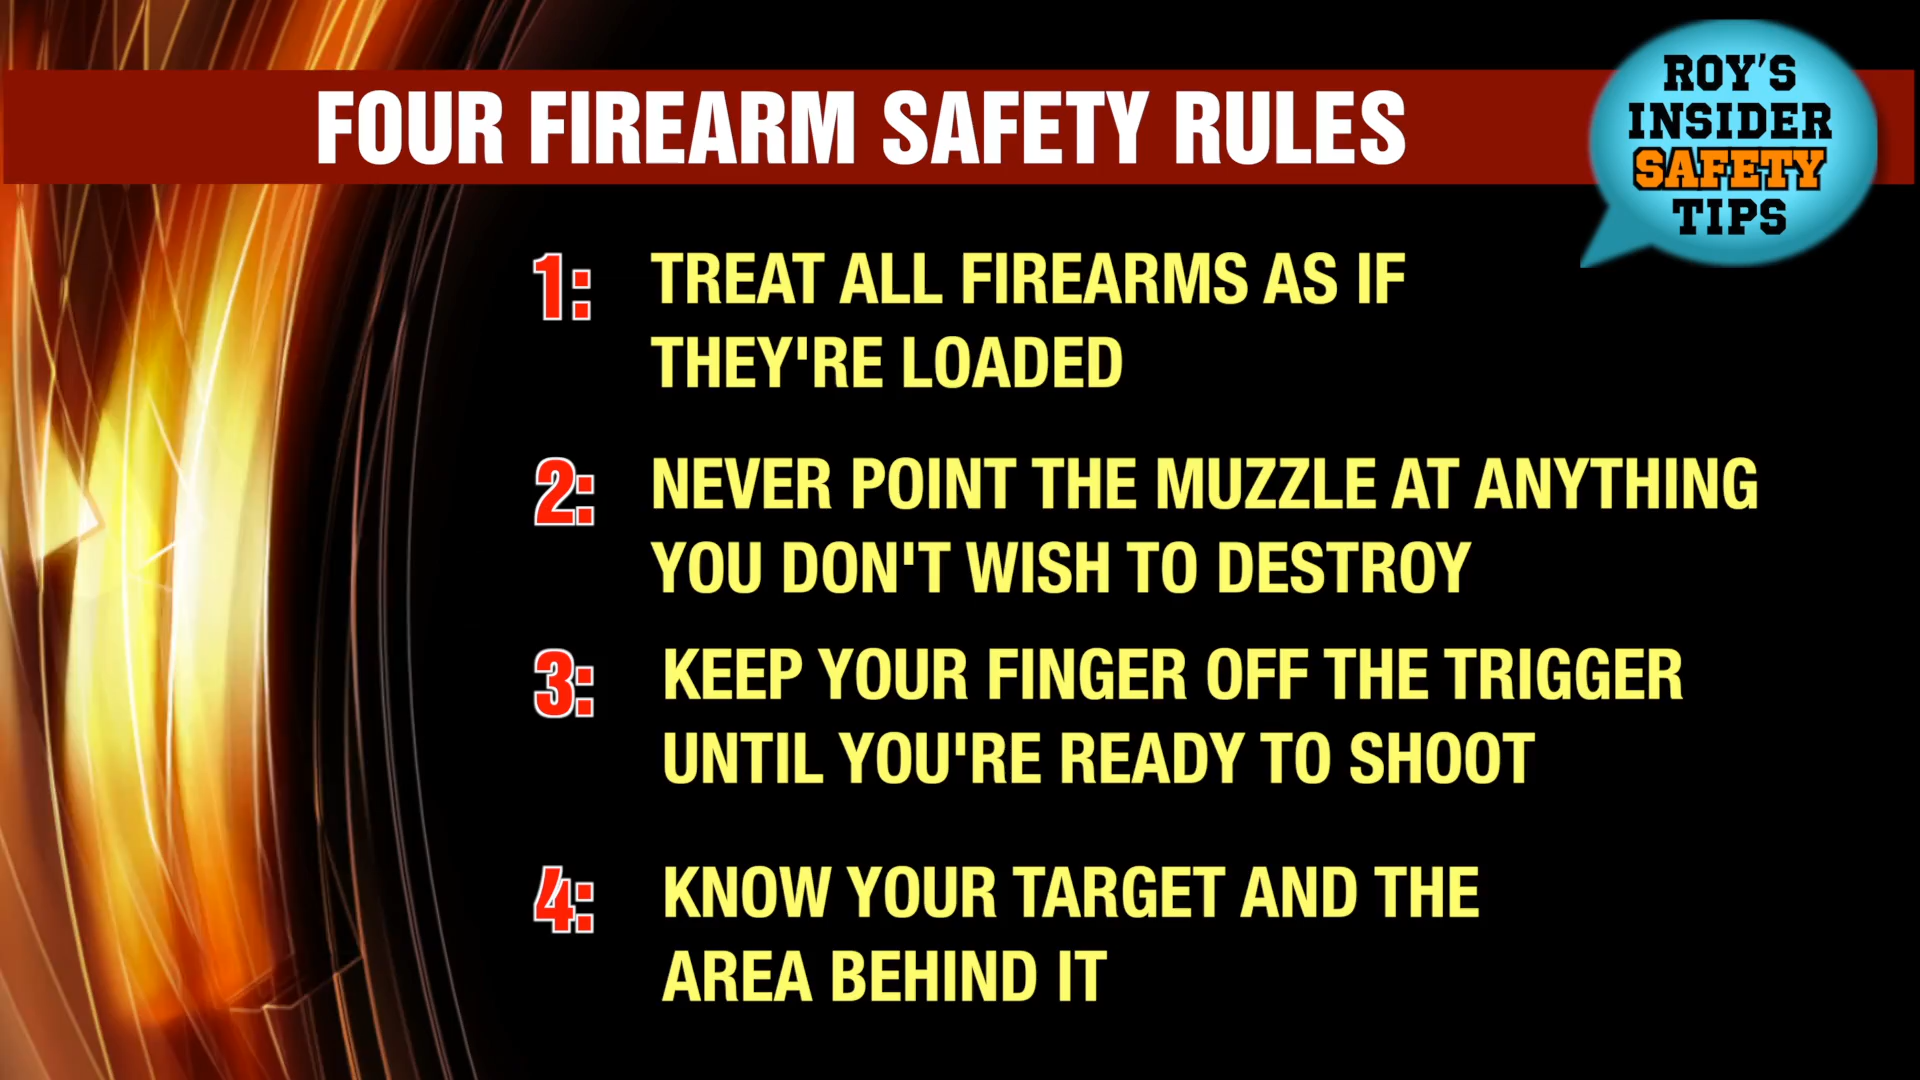 FOUR FIREARM SAFETY RULES
ROY'S
INSIDER
SAFETY
TIPS
1: TREAT ALL FIREARMS AS IF
THEY'RE LOADED
2: NEVER POINT THE MUZZLE AT ANYTHING
YOU DON'T WISH TO DESTROY
3: KEEP YOUR FINGER OFF THE TRIGGER
UNTIL YOU'RE READY TO SHOOT
4: KNOW YOUR TARGET AND THE
AREA BEHIND IT